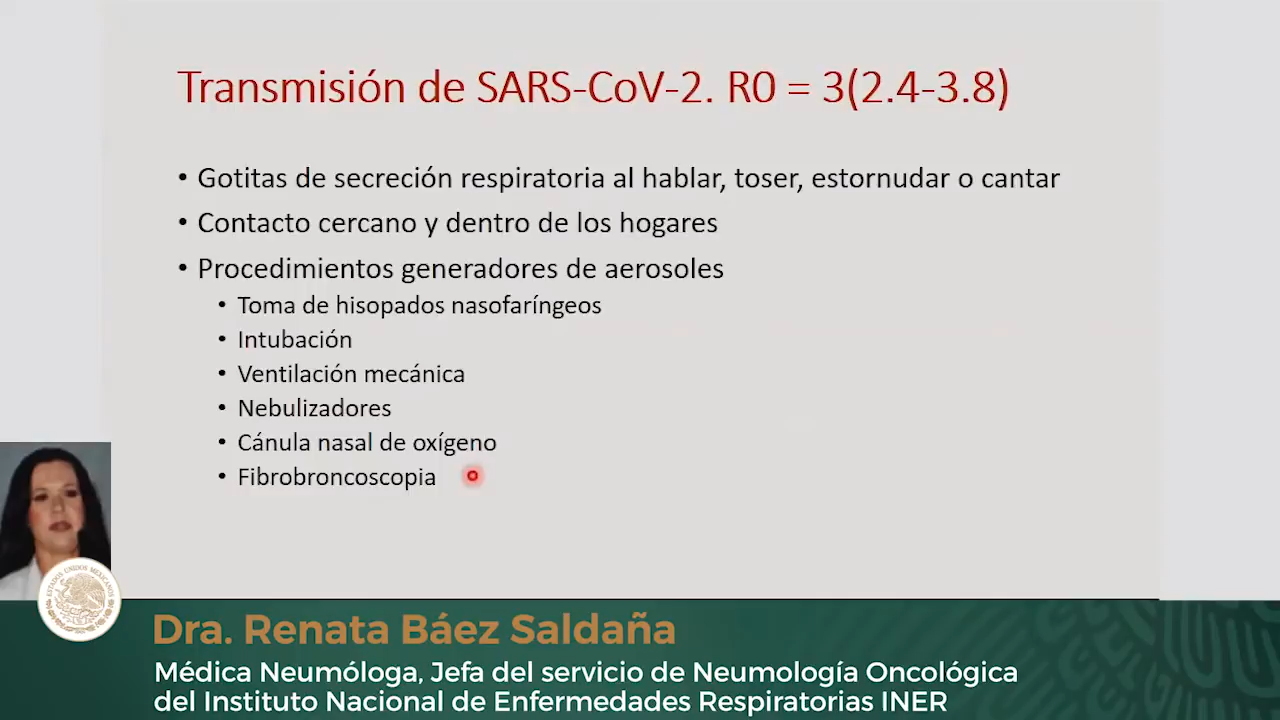 Transmisión de SARS-CoV-2. R0 = 3(2.4-3.8)
• Gotitas de secreción respiratoria al hablar, toser, estornudar o cantar
• Contacto cercano y dentro de los hogares
• Procedimientos generadores de aerosoles
• Toma de hisopados nasofaríngeos
• Intubación
• Ventilación mecánica
• Nebulizadores
• Cánula nasal de oxígeno
• Fibrobroncoscopia
ESTADOS UNIDOS MEXICANOS
Dra. Renata Báez Saldaña
Médica Neumóloga, Jefa del servicio de Neumología Oncológica
del Instituto Nacional de Enfermedades Respiratorias INER